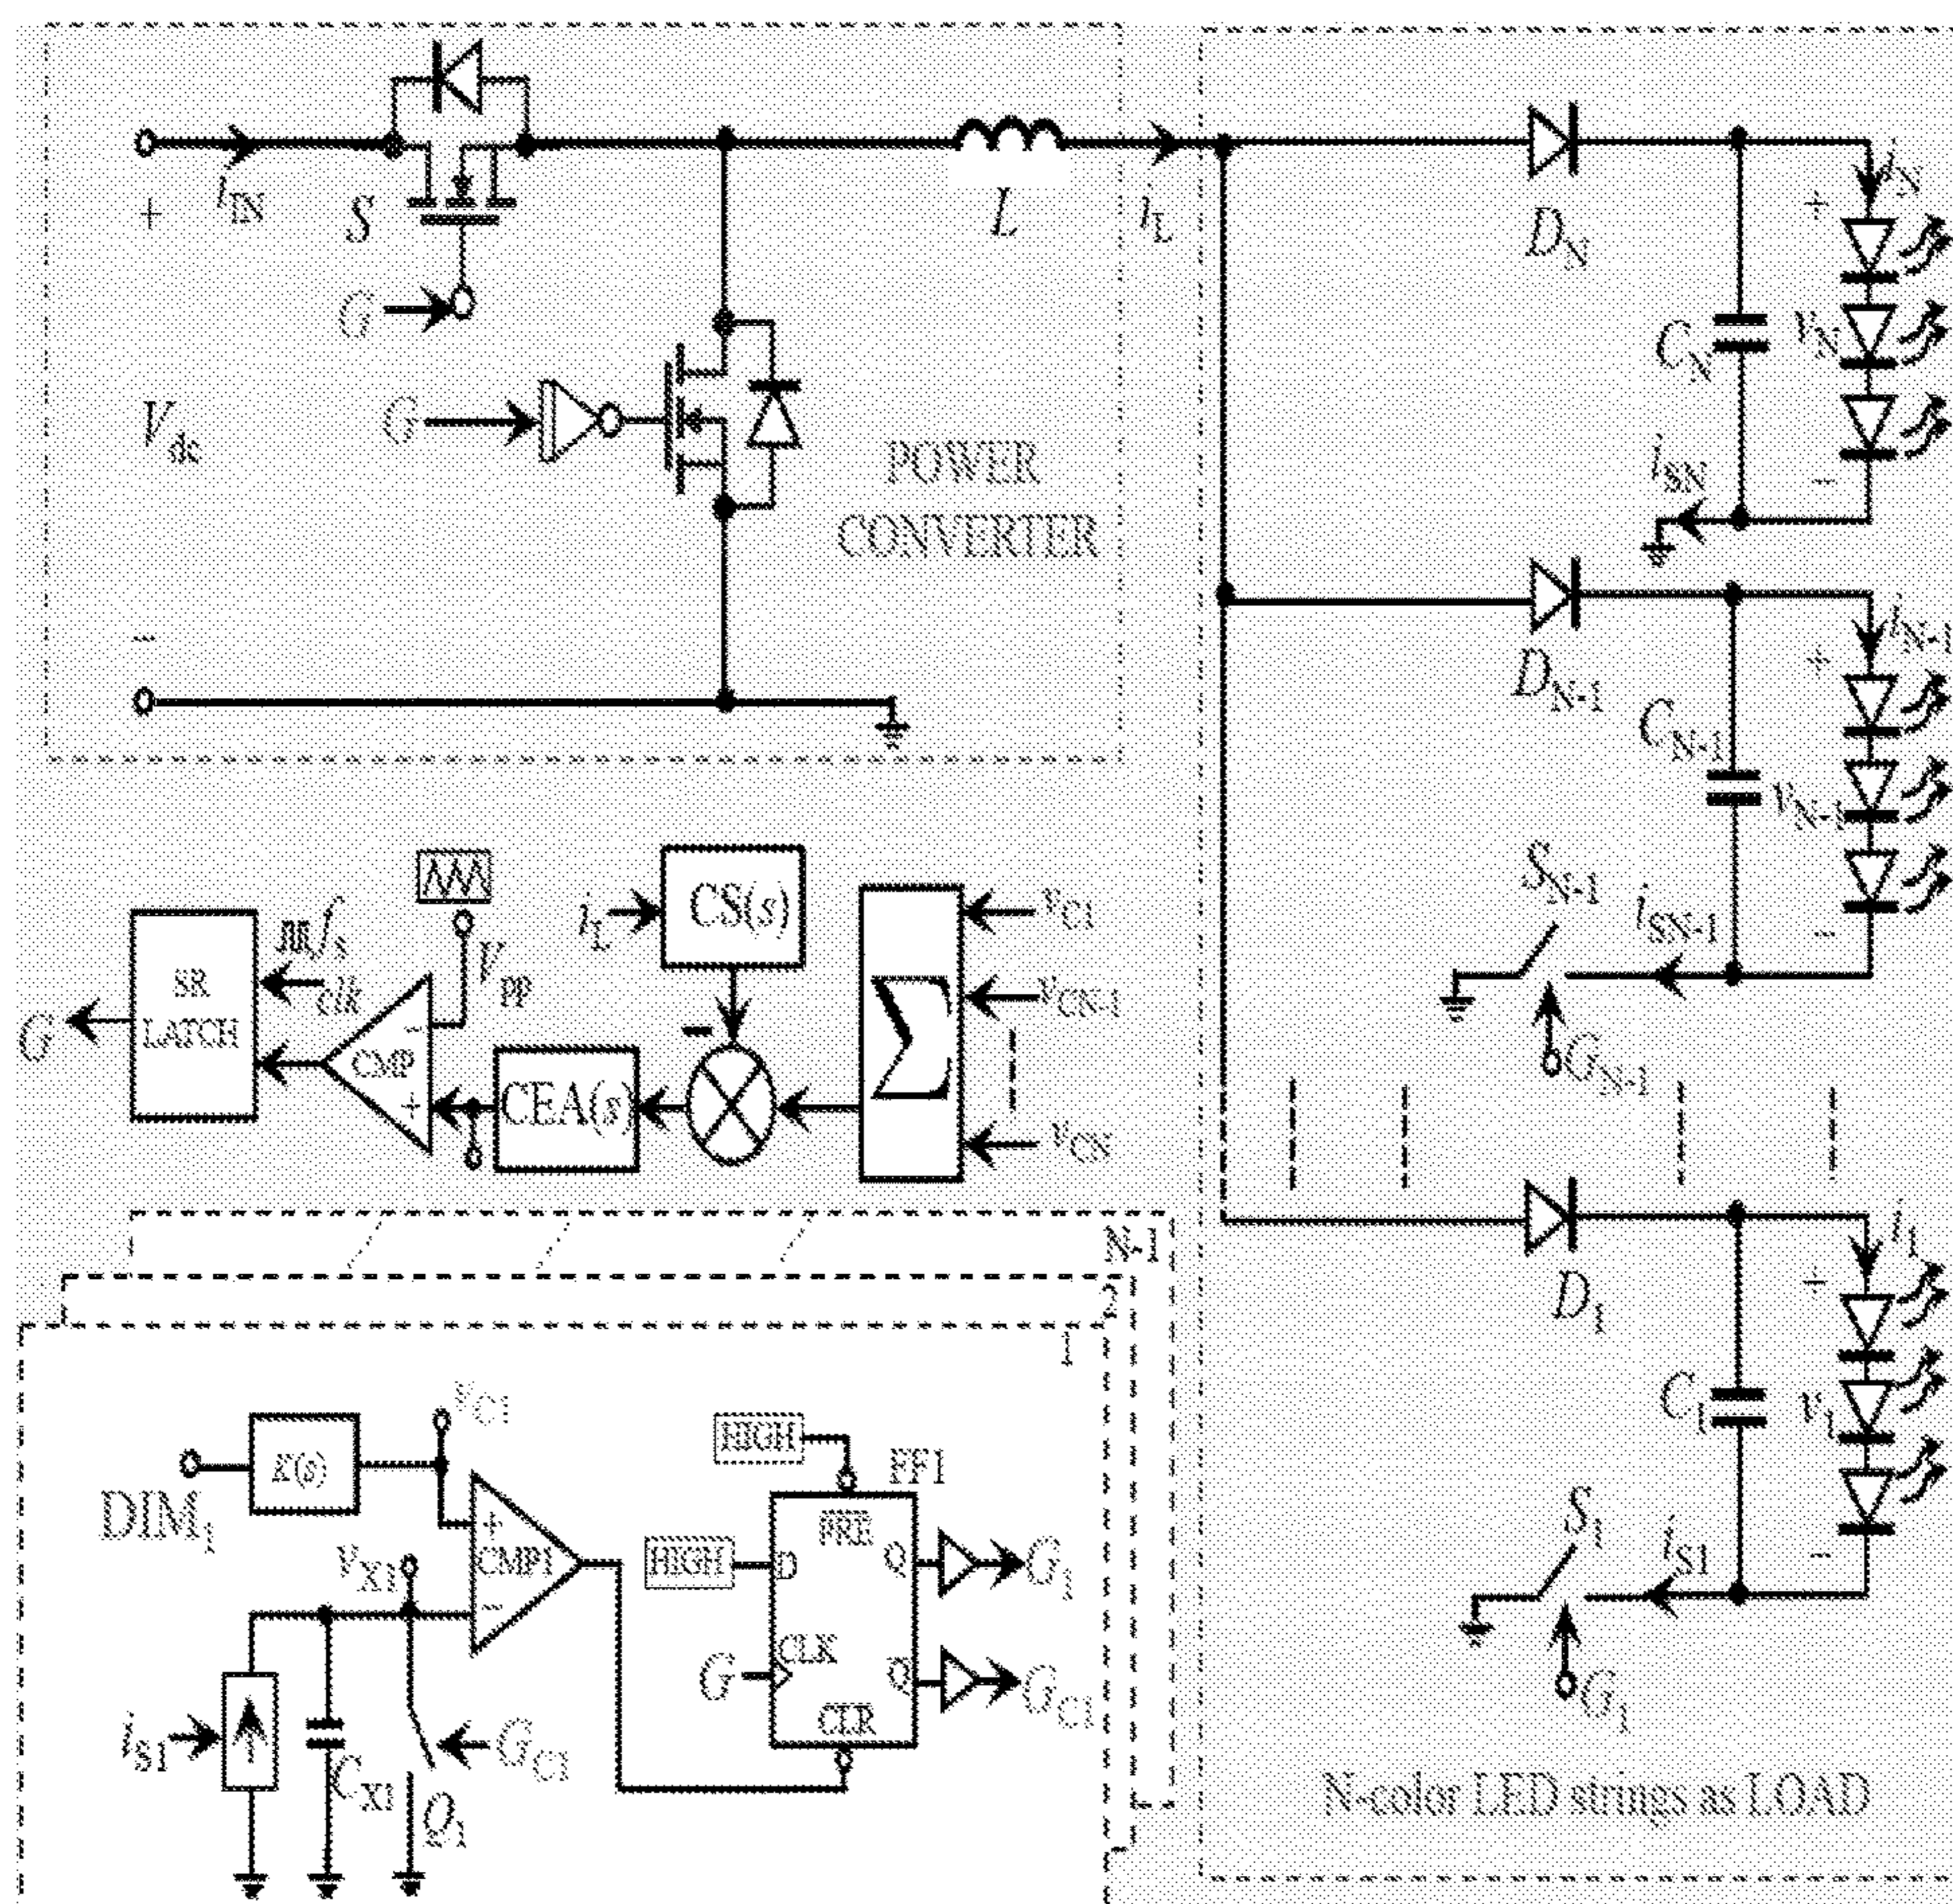 +
i_IN
S
G
L
i_L
D_N
i_N
+
C_N
v_N
V_dc
G
POWER
CONVERTER
i_SN
−
−
D_N-1
i_N-1
+
C_N-1
v_N-1
S_N-1
i_SN-1
−
G_N-1
CS(s)
i_L
v_C1
f_s
SR
LATCH
clk
V_pp
−
−
v_CN-1
G
CMP
+
CEA(s)
Σ
v_CN
N-1
2
1
D_1
i_1
+
C_1
v_1
S_1
i_S1
−
G_1
v_C1
K(s)
DIM_1
HIGH
FF1
+
CMP1
−
v_X1
HIGH
D
PRE
Q
G_1
G
CLK
Q
G_C1
CLR
i_S1
C_X1
G_C1
Q_1
N-color LED strings as LOAD